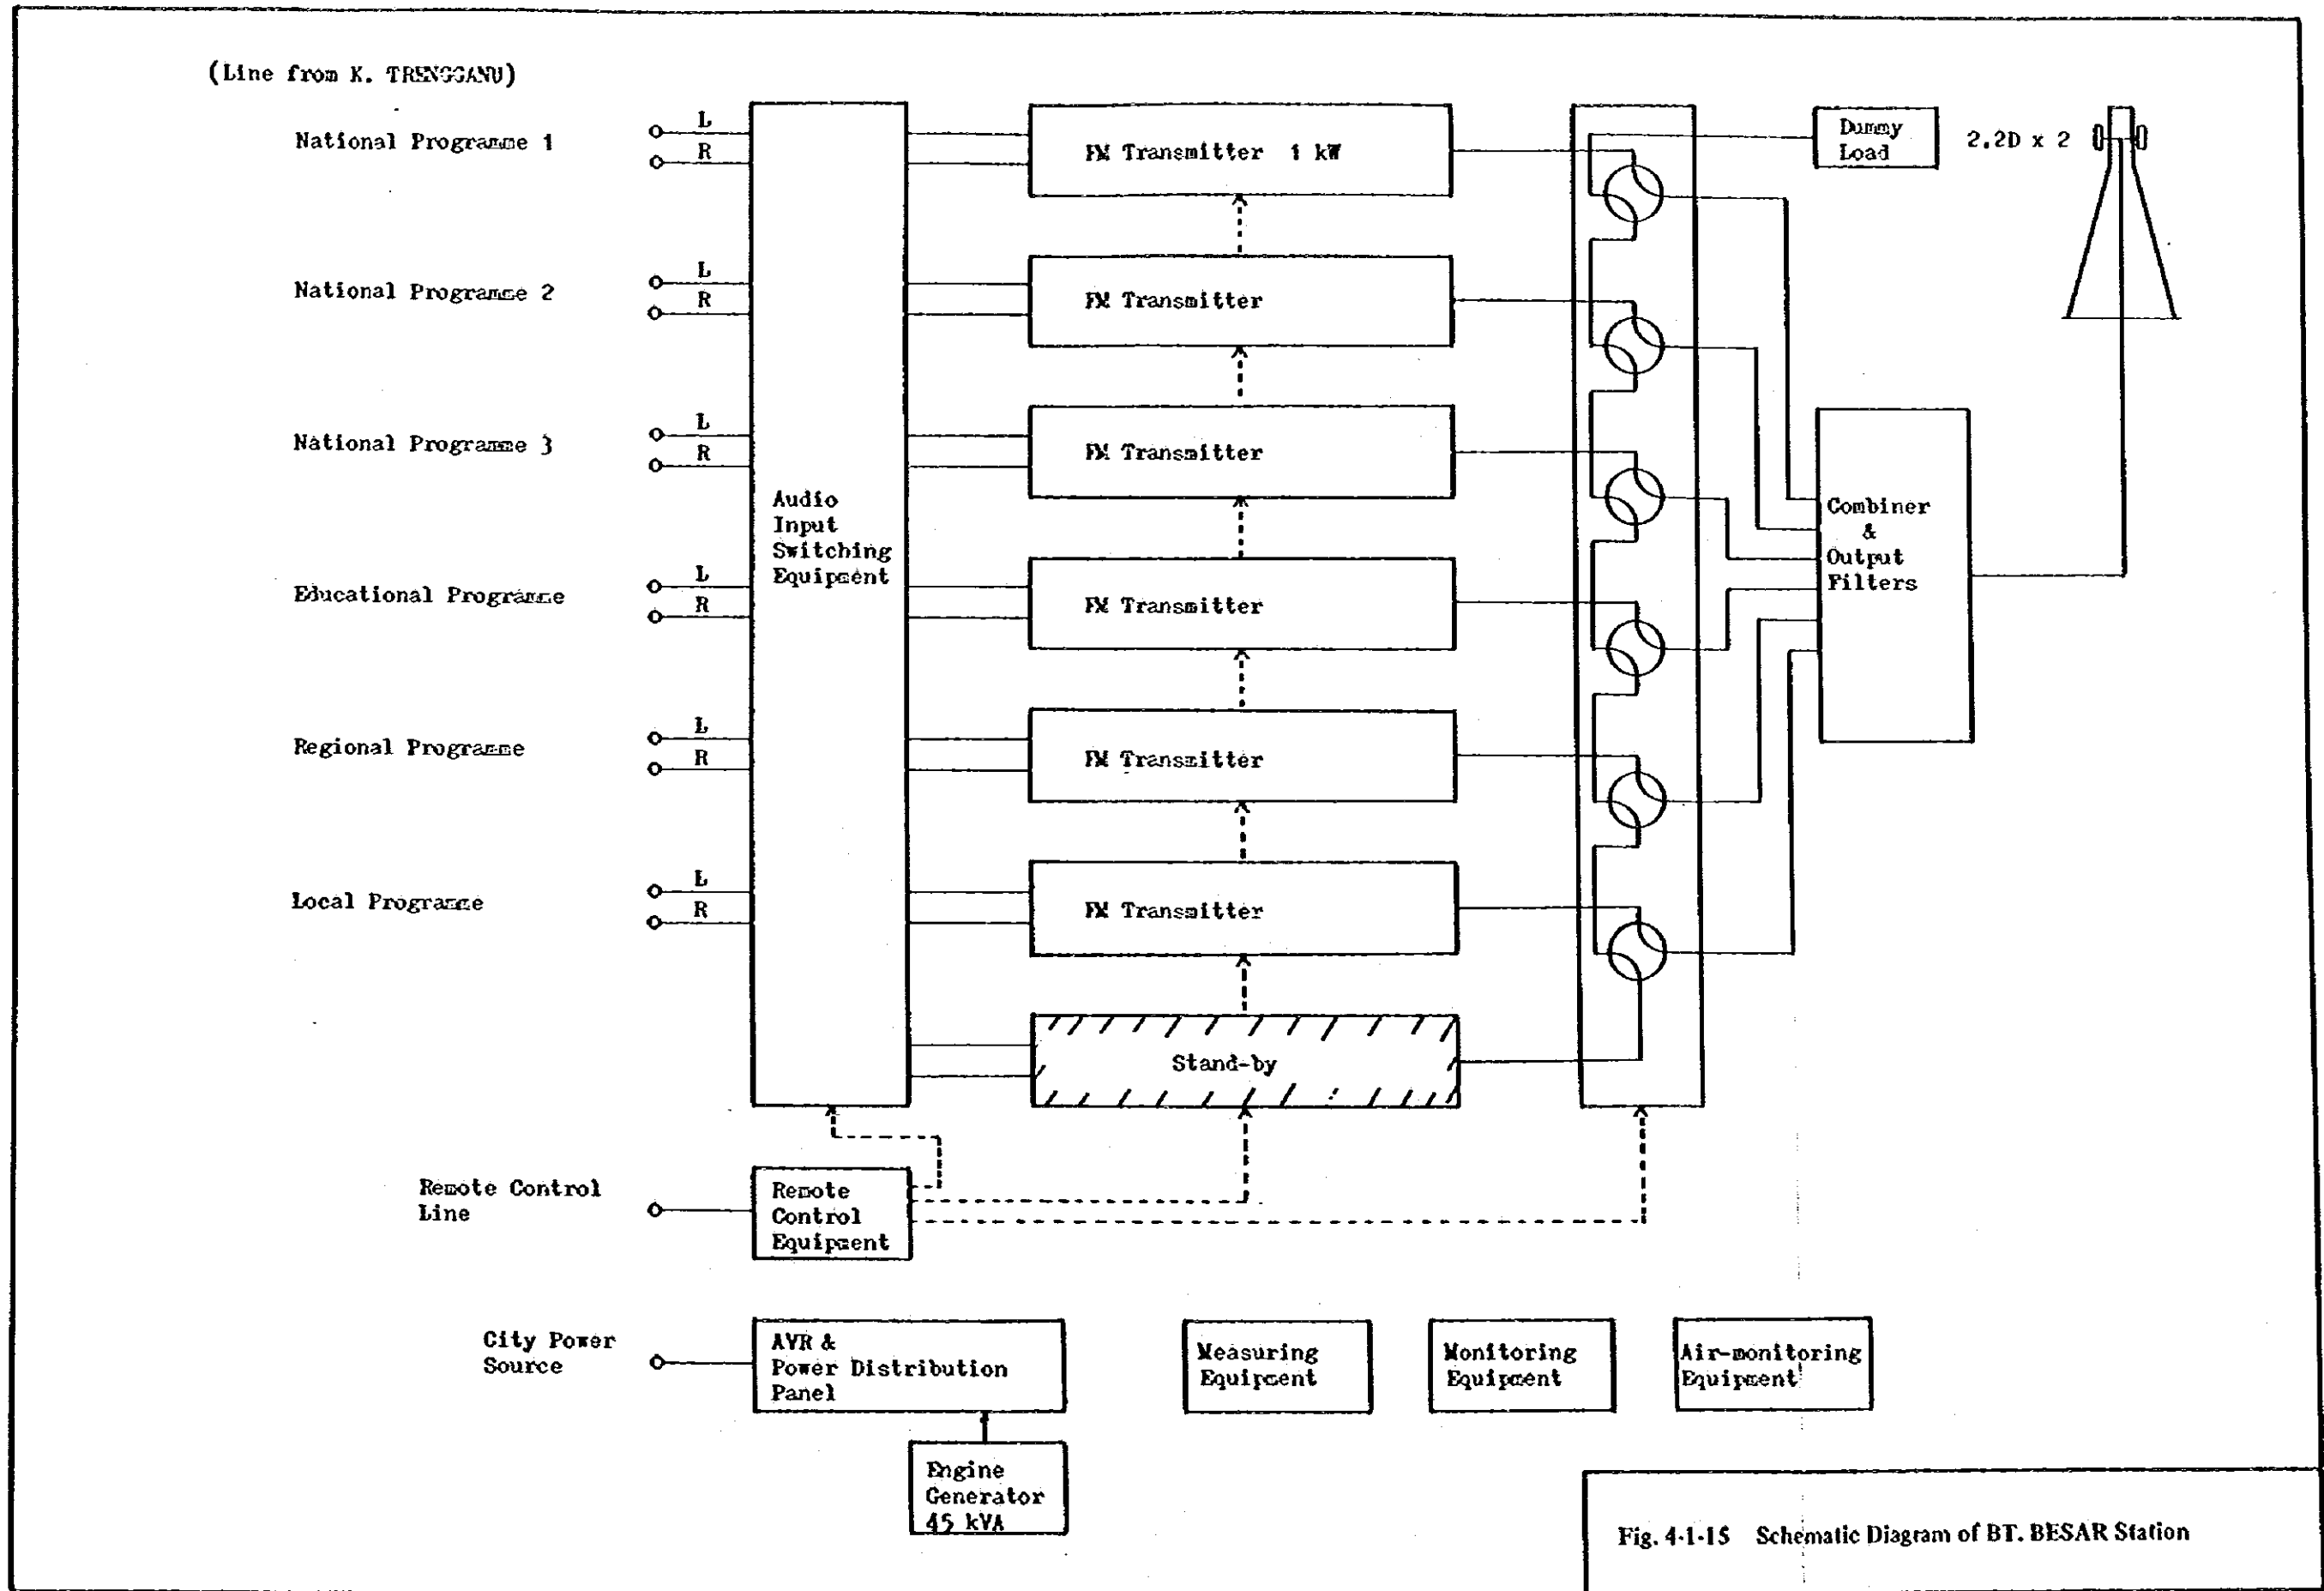 (Line from K. TRENGGANU)
National Programme 1
L
R
FM Transmitter 1 kW
Dummy
Load
2.2D x 2
National Programme 2
L
R
FM Transmitter
National Programme 3
L
R
FM Transmitter
Audio
Input
Switching
Equipment
Combiner
&
Output
Filters
Educational Programme
L
R
FM Transmitter
Regional Programme
L
R
FM Transmitter
Local Programme
L
R
FM Transmitter
Stand-by
Remote Control
Line
Remote
Control
Equipment
City Power
Source
AVR &
Power Distribution
Panel
Measuring
Equipment
Monitoring
Equipment
Air-monitoring
Equipment
Engine
Generator
45 kVA
Fig. 4-1-15 Schematic Diagram of BT. BESAR Station